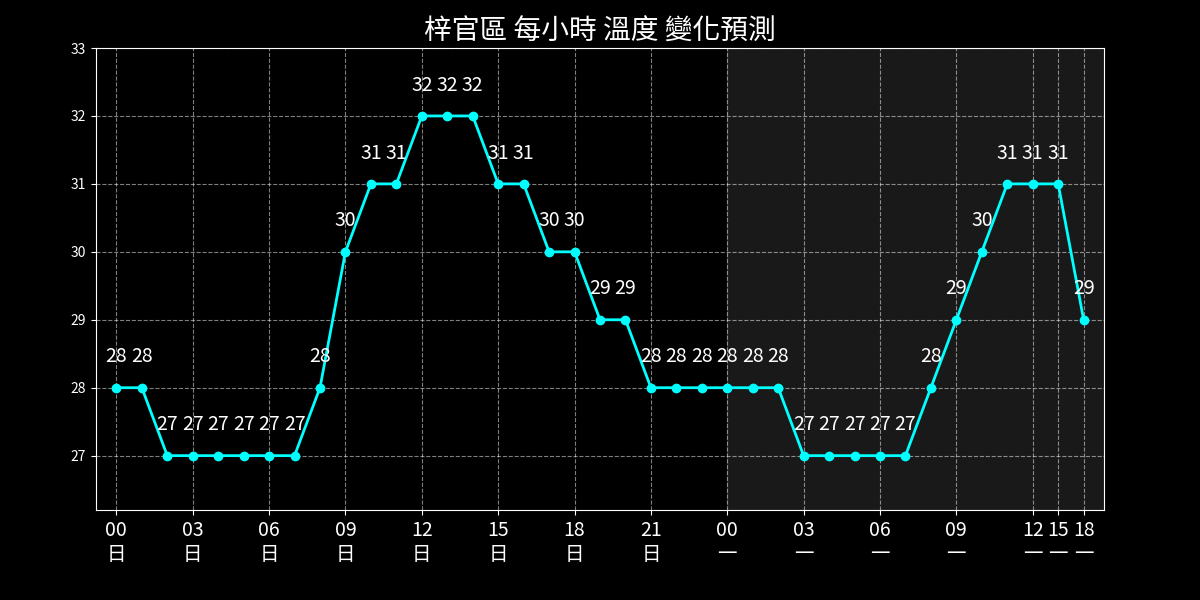 梓官區 每小時 溫度 變化預測
33
32 32 32
32
31 31 31 31 31 31 31
31
30 30 30 30
30
29 29 29 29
29
28 28 28 28 28 28 28 28 28 28 28
28
27 27 27 27 27 27 27 27 27 27 27
27
00 03 06 09 12 15 18 21 00 03 06 09 12 15 18
日 日 日 日 日 日 日 日 一 一 一 一 一 一 一